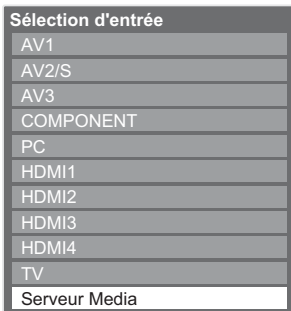 Sélection d'entrée
AV1
AV2/S
AV3
COMPONENT
PC
HDMI1
HDMI2
HDMI3
HDMI4
TV
Serveur Media